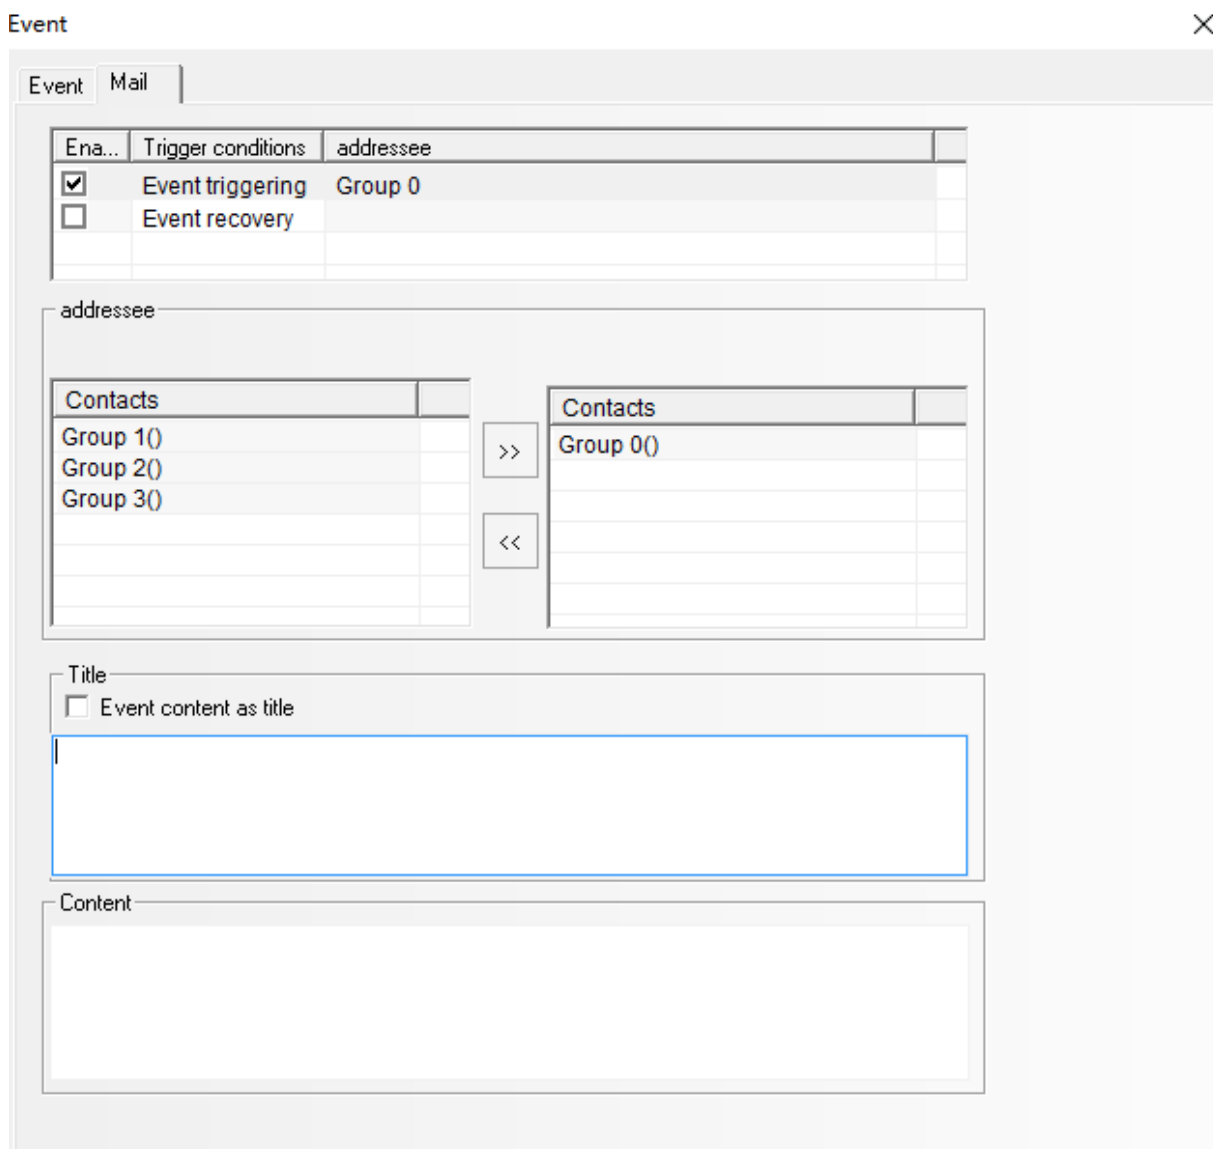 Event
Event Mail
Ena... Trigger conditions addressee
Event triggering Group 0
Event recovery
addressee
Contacts
Group 1()
Group 2()
Group 3()
>>
<<
Contacts
Group 0()
Title
Event content as title
Content